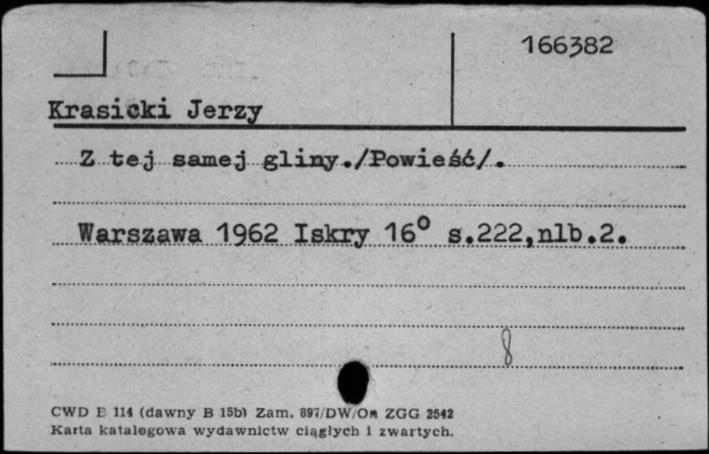 166382
Krasicki Jerzy
Z tej samej gliny./Powieść/.
Warszawa 1962 Iskry 16⁰ s.222,nlb.2.
8
CWD B 114 (dawny B 15b) Zam. 897/DW/Om ZGG 2542
Karta katalogowa wydawnictw ciągłych i zwartych.